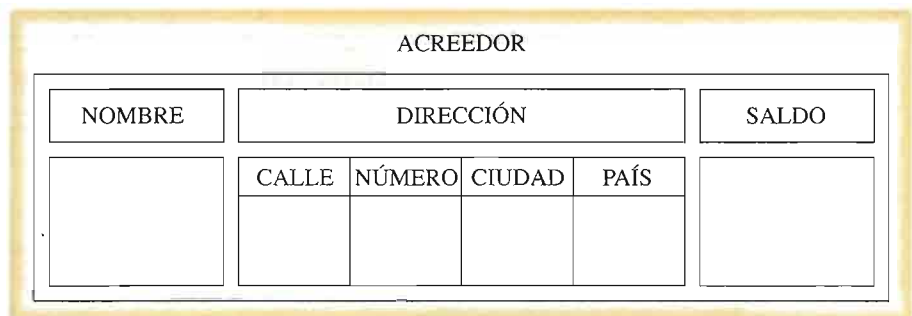 ACREEDOR
NOMBRE DIRECCIÓN SALDO
CALLE NÚMERO CIUDAD PAÍS